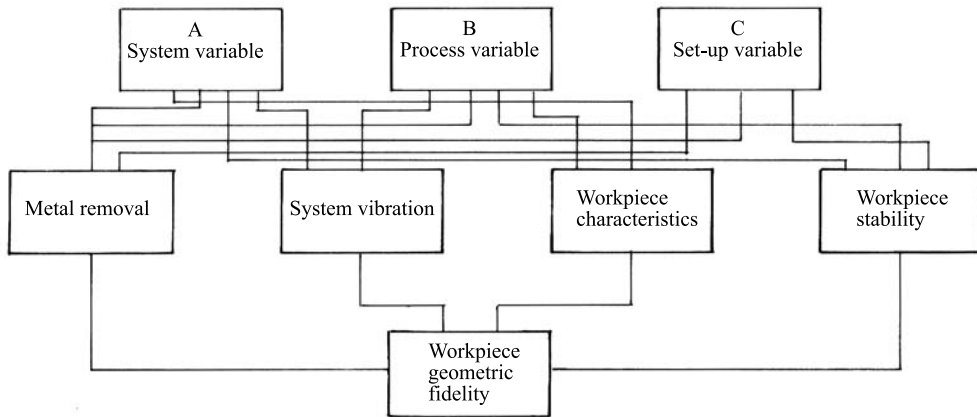 A
System variable
B
Process variable
C
Set-up variable
Metal removal
System vibration
Workpiece
characteristics
Workpiece
stability
Workpiece
geometric
fidelity